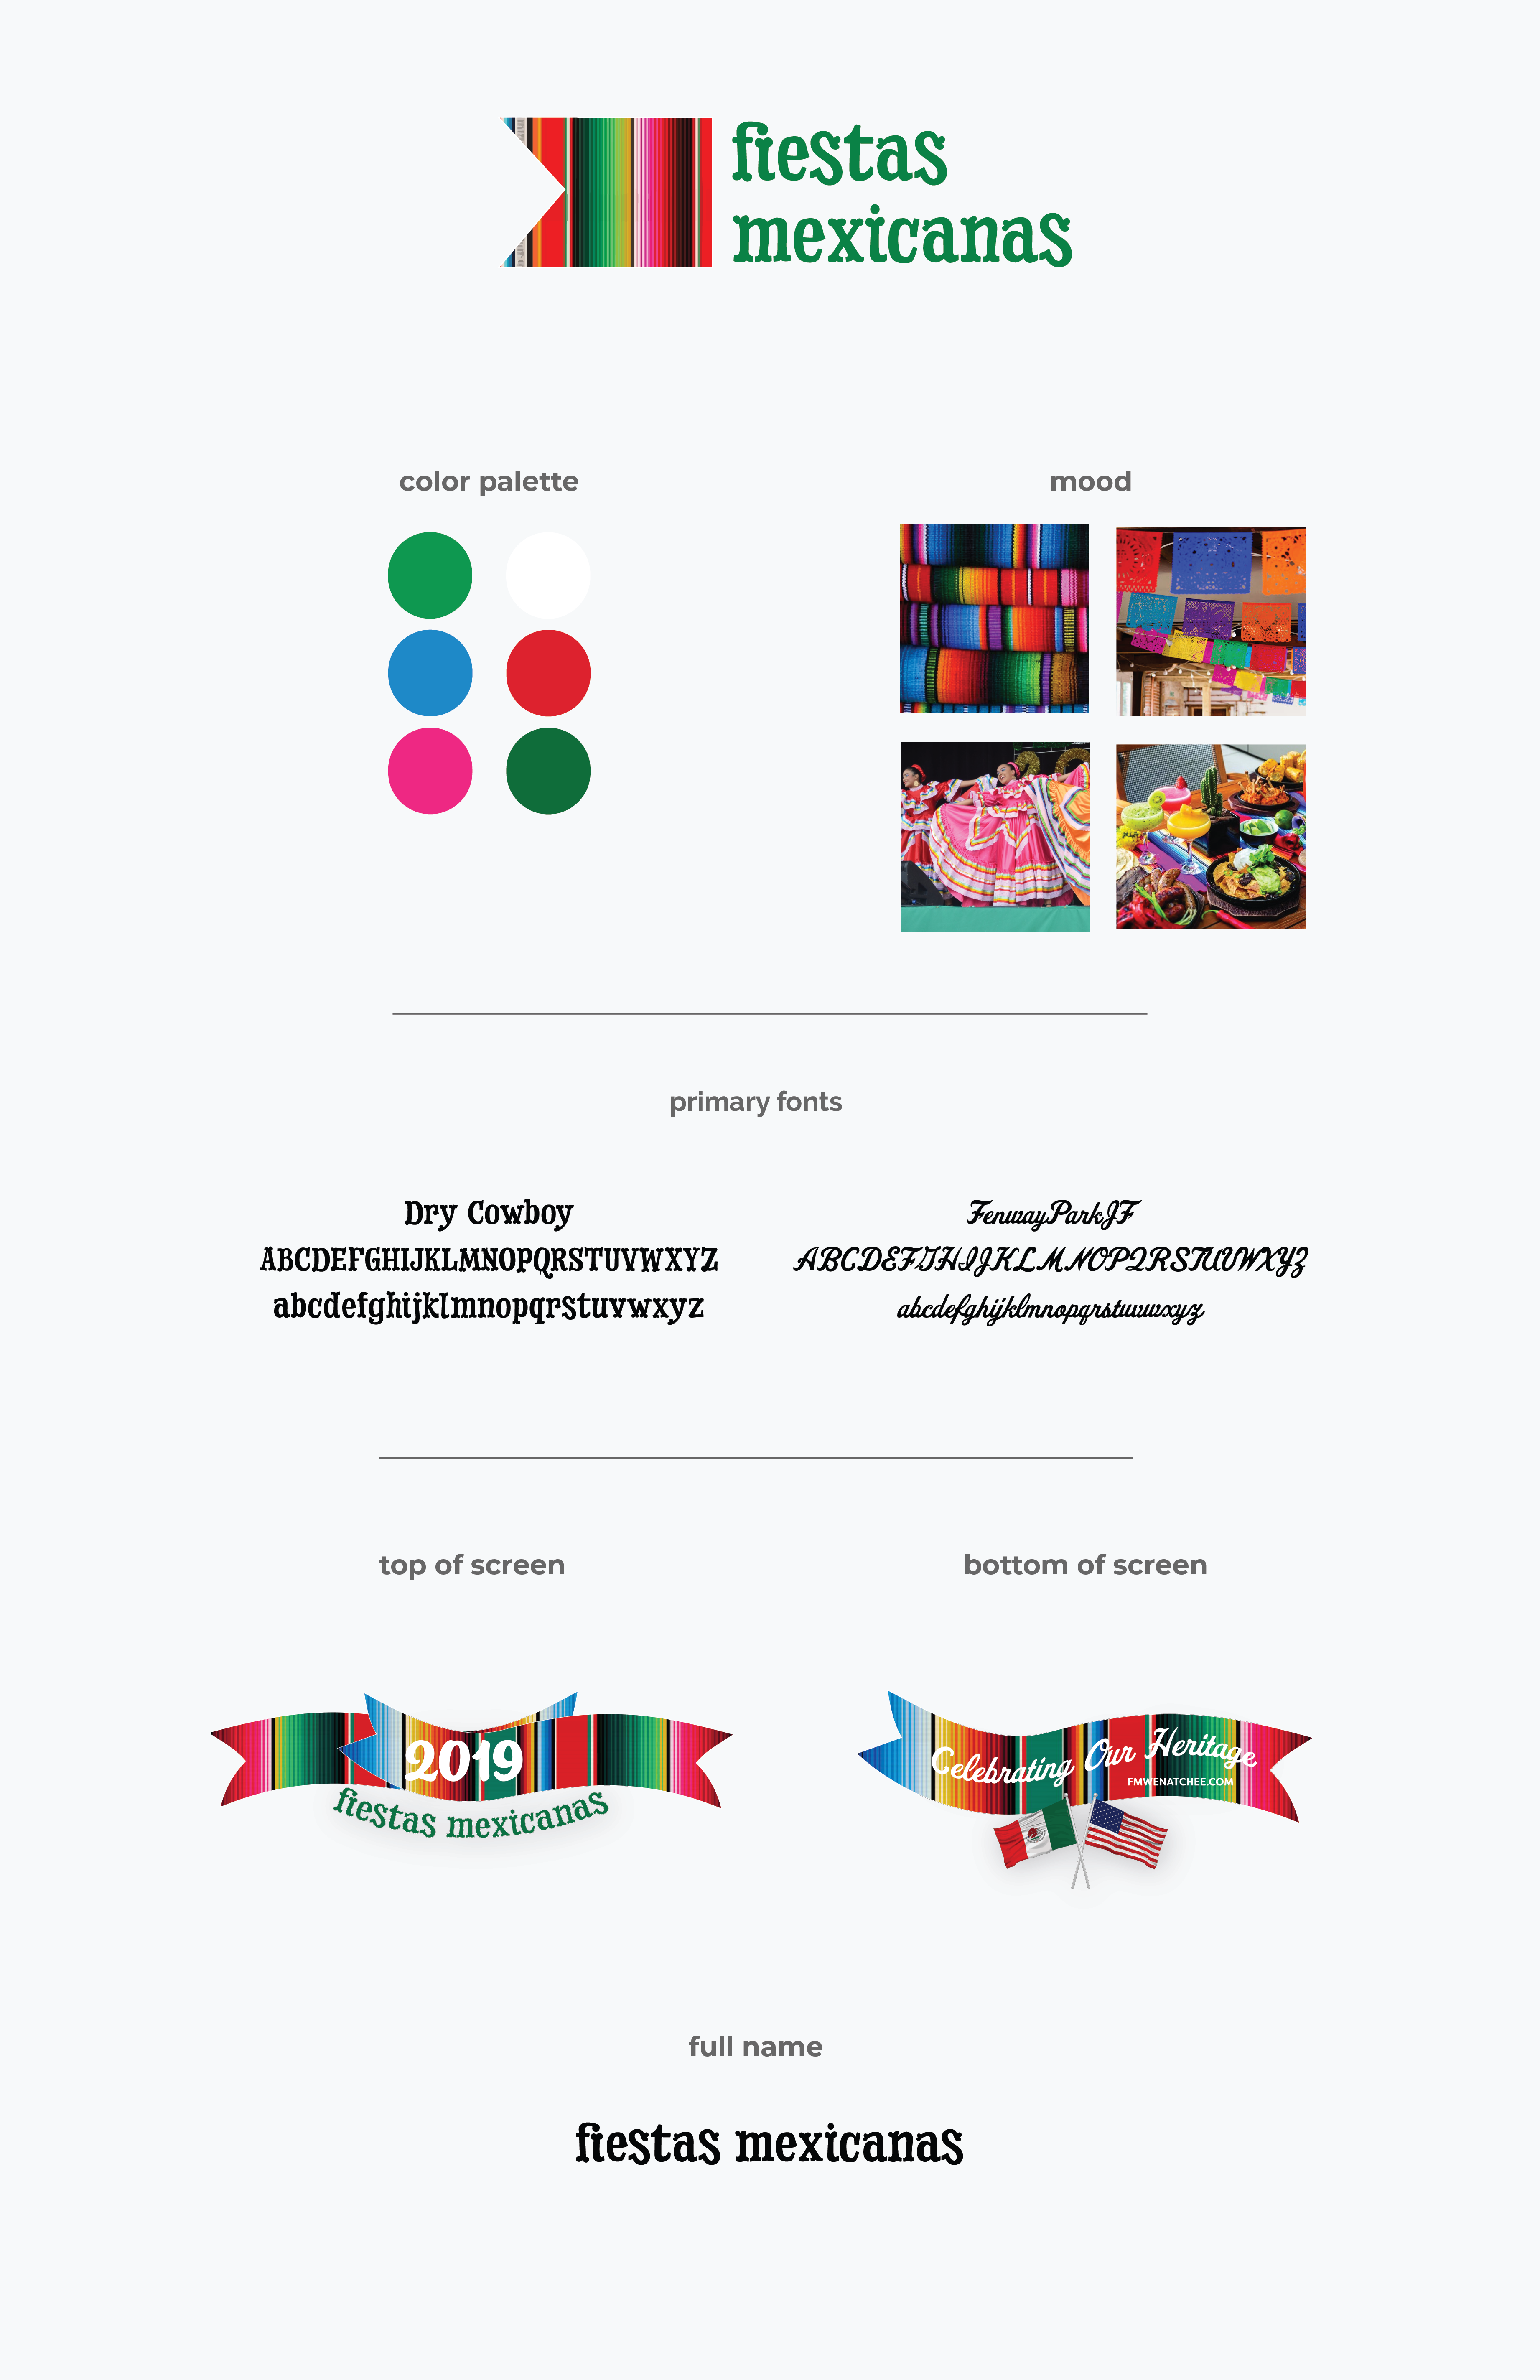 fiestas
mexicanas
color palette
mood
primary fonts
Dry Cowboy
ABCDEFGHIJKLMNOPQRSTUVWXYZ
abcdefghijklmnopqrstuvwxyz
FenwayParkJF
ABCDEFGHIJKLMNOPQRSTUVWXYZ
abcdefghijklmnopqrstuvwxyz
top of screen
bottom of screen
2019
fiestas mexicanas
Celebrating Our Heritage
FMWENATCHEE.COM
full name
fiestas mexicanas